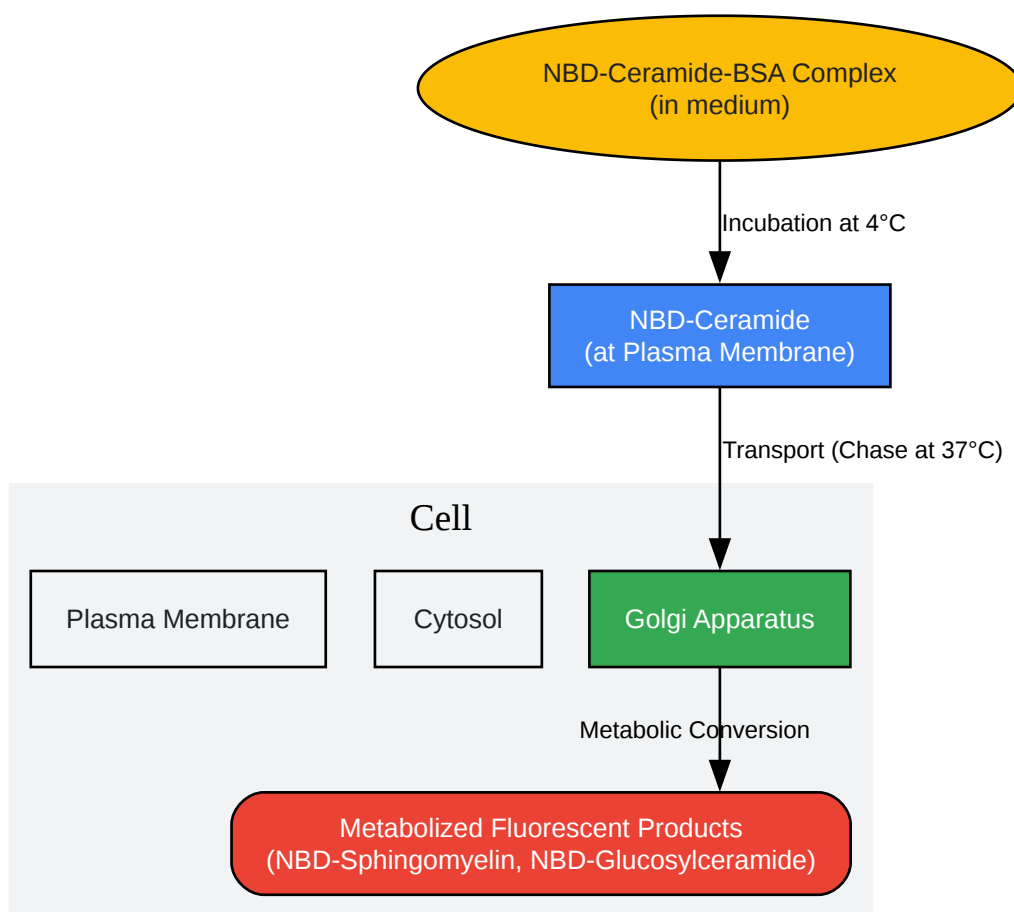 NBD-Ceramide-BSA Complex
(in medium)
Incubation at 4°C
NBD-Ceramide
(at Plasma Membrane)
Transport (Chase at 37°C)
Cell
Plasma Membrane
Cytosol
Golgi Apparatus
Metabolic Conversion
Metabolized Fluorescent Products
(NBD-Sphingomyelin, NBD-Glucosylceramide)